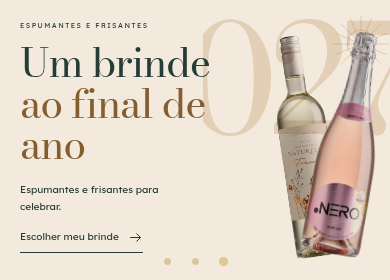 ESPUMANTES E FRISANTES
Um brinde
ao final de
ano
Espumantes e frisantes para
celebrar.
Escolher meu brinde →
.NERO